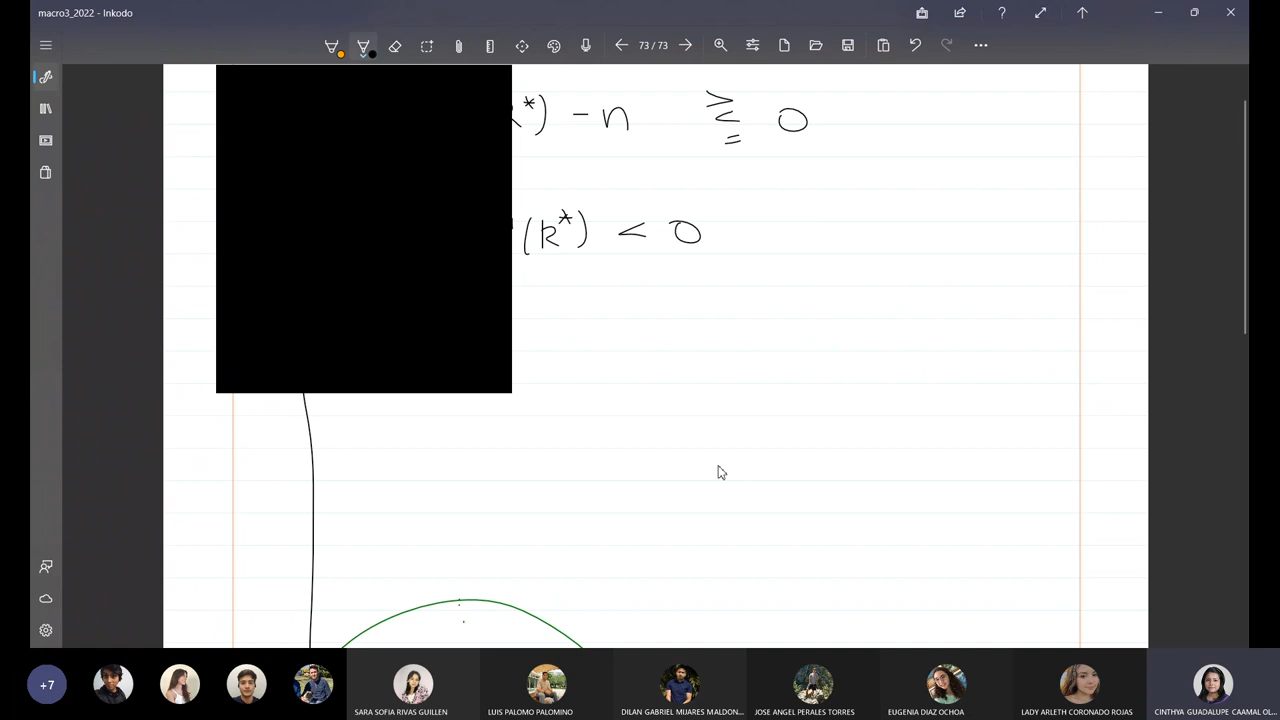 macro3_2022 - Inkodo
73 / 73
*) - n ≷ = 0
"(k*) < 0
+7
SARA SOFIA RIVAS GUILLEN
LUIS PALOMO PALOMINO
DILAN GABRIEL MIJARES MALDON...
JOSE ANGEL PERALES TORRES
EUGENIA DIAZ OCHOA
LADY ARLETH CORONADO ROJAS
CINTHYA GUADALUPE CAAMAL OL...